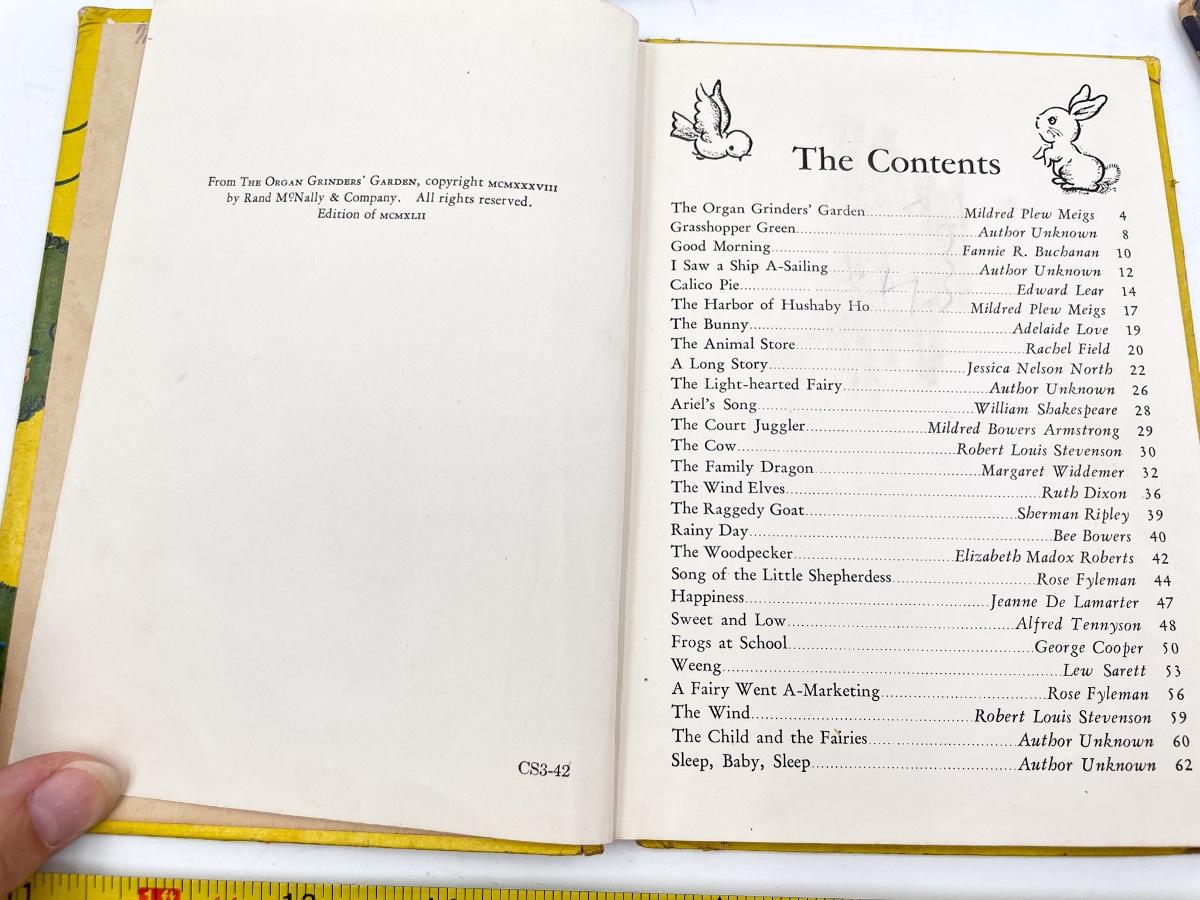 From THE ORGAN GRINDERS' GARDEN, copyright MCMXXXVIII
by Rand McNally & Company. All rights reserved.
Edition of MCMXLII
CS3-42
The Contents
The Organ Grinders' Garden Mildred Plew Meigs 4
Grasshopper Green Author Unknown 8
Good Morning Fannie R. Buchanan 10
I Saw a Ship A-Sailing Author Unknown 12
Calico Pie Edward Lear 14
The Harbor of Hushaby Ho Mildred Plew Meigs 17
The Bunny Adelaide Love 19
The Animal Store Rachel Field 20
A Long Story Jessica Nelson North 22
The Light-hearted Fairy Author Unknown 26
Ariel's Song William Shakespeare 28
The Court Juggler Mildred Bowers Armstrong 29
The Cow Robert Louis Stevenson 30
The Family Dragon Margaret Widdemer 32
The Wind Elves Ruth Dixon 36
The Raggedy Goat Sherman Ripley 39
Rainy Day Bee Bowers 40
The Woodpecker Elizabeth Madox Roberts 42
Song of the Little Shepherdess Rose Fyleman 44
Happiness Jeanne De Lamarter 47
Sweet and Low Alfred Tennyson 48
Frogs at School George Cooper 50
Weeng Lew Sarett 53
A Fairy Went A-Marketing Rose Fyleman 56
The Wind Robert Louis Stevenson 59
The Child and the Fairies Author Unknown 60
Sleep, Baby, Sleep Author Unknown 62